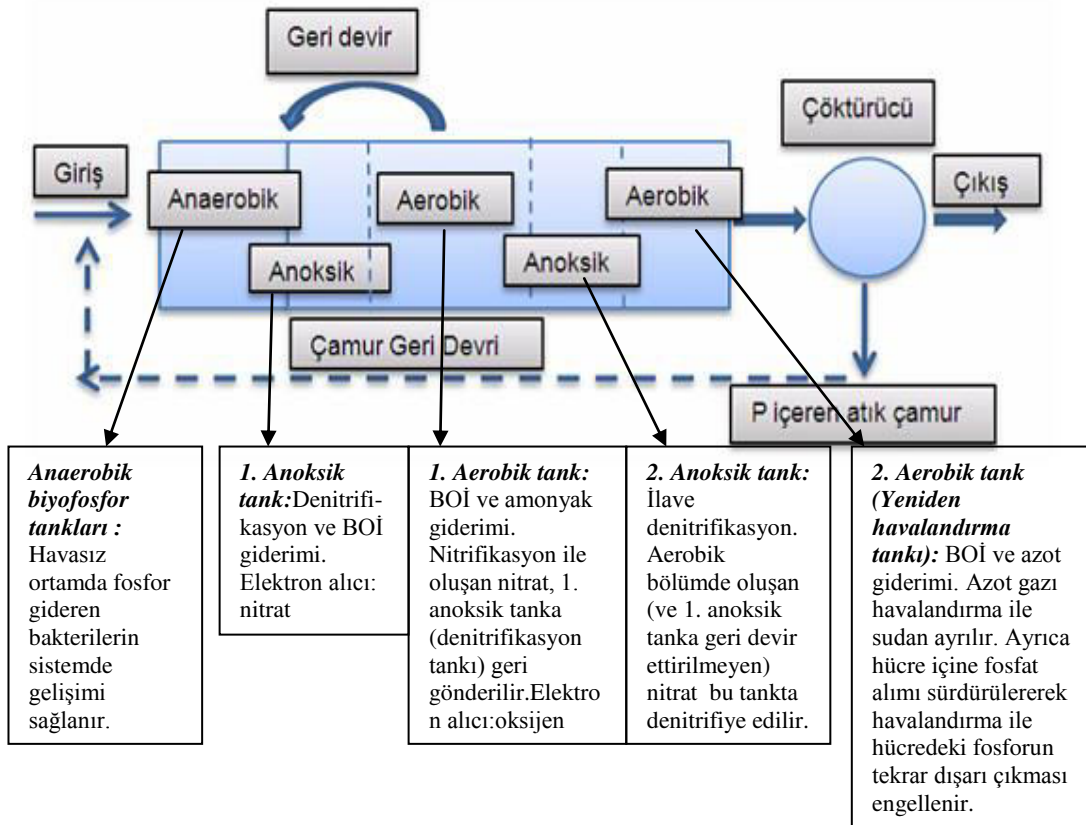 Geri devir
Çöktürücü
Giriş
Anaerobik
Aerobik
Aerobik
Çıkış
Anoksik
Anoksik
Çamur Geri Devri
P içeren atık çamur
Anaerobik
biyofosfor
tankları :
Havasız
ortamda fosfor
gideren
bakterilerin
sistemde
gelişimi
sağlanır.
1. Anoksik
tank:Denitrifi-
kasyon ve BOİ
giderimi.
Elektron alıcı:
nitrat
1. Aerobik tank:
BOİ ve amonyak
giderimi.
Nitrifikasyon ile
oluşan nitrat, 1.
anoksik tanka
(denitrifikasyon
tankı) geri
gönderilir.Elektro
n alıcı:oksijen
2. Anoksik tank:
İlave
denitrifikasyon.
Aerobik
bölümde oluşan
(ve 1. anoksik
tanka geri devir
ettirilmeyen)
nitrat bu tankta
denitrifiye edilir.
2. Aerobik tank
(Yeniden
havalandırma
tankı): BOİ ve azot
giderimi. Azot gazı
havalandırma ile
sudan ayrılır. Ayrıca
hücre içine fosfat
alımı sürdürülererek
havalandırma ile
hücredeki fosforun
tekrar dışarı çıkması
engellenir.